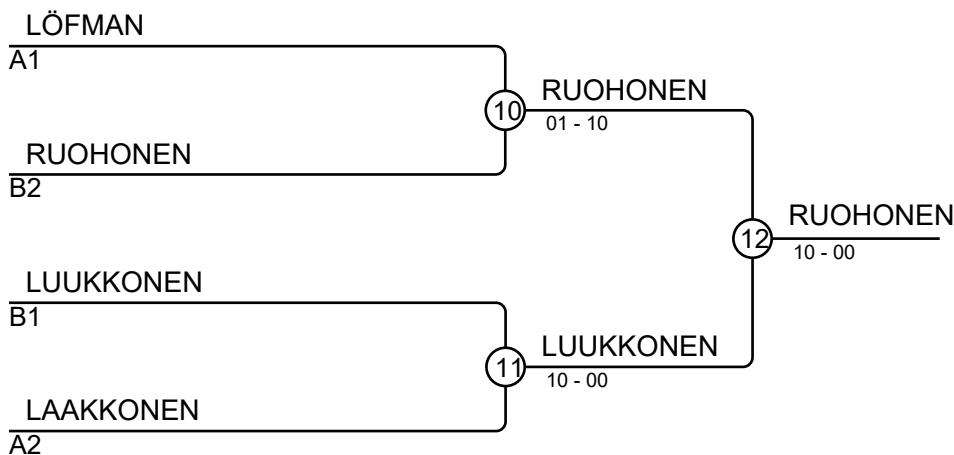 LÖFMAN
A1
10
RUOHONEN
01 - 10
RUOHONEN
B2
12
RUOHONEN
10 - 00
LUUKKONEN
B1
11
LUUKKONEN
10 - 00
LAAKKONEN
A2